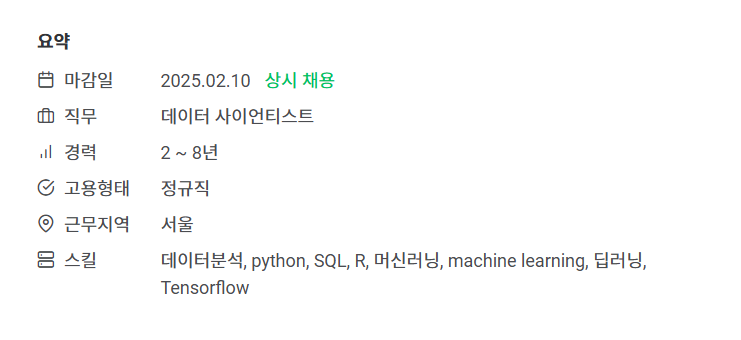 요약
마감일 2025.02.10 상시 채용
직무 데이터 사이언티스트
경력 2 ~ 8년
고용형태 정규직
근무지역 서울
스킬 데이터분석, python, SQL, R, 머신러닝, machine learning, 딥러닝,
Tensorflow